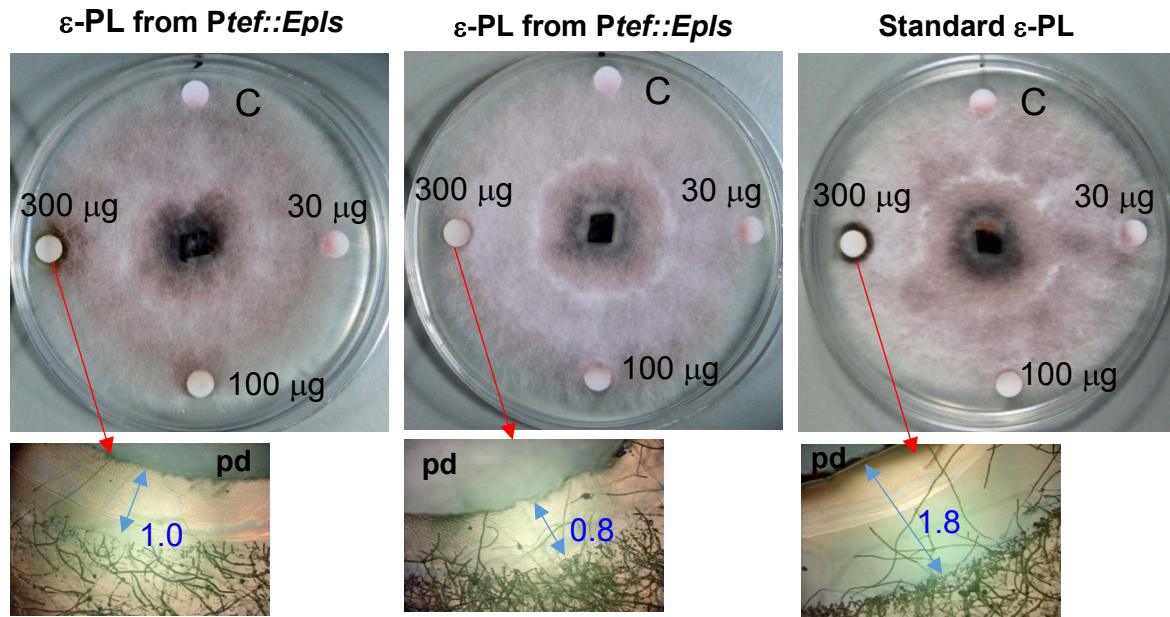 ε-PL from Ptef::Epls
ε-PL from Ptef::Epls
Standard ε-PL
C
300 μg
30 μg
100 μg
C
300 μg
30 μg
100 μg
C
300 μg
30 μg
100 μg
pd
1.0
pd
0.8
pd
1.8